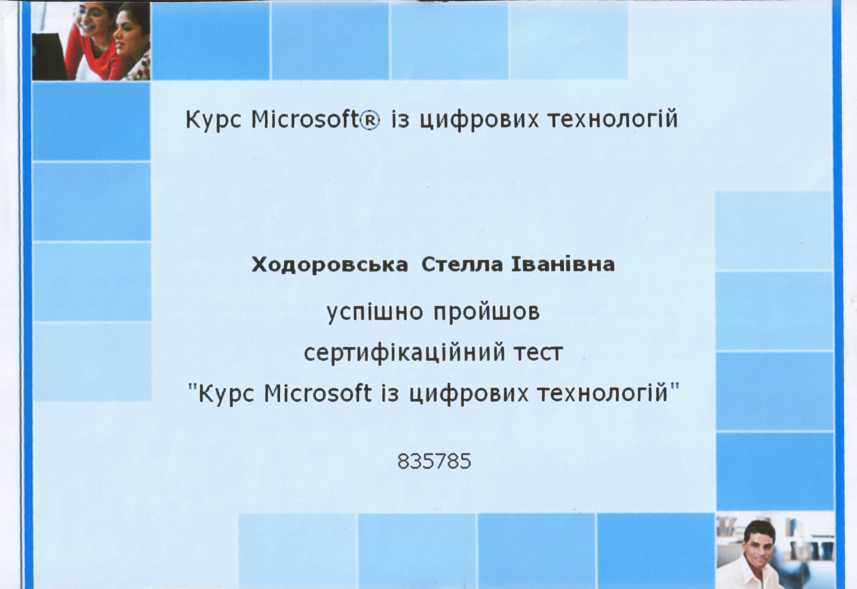 Курс Microsoft® із цифрових технологій
Ходоровська Стелла Іванівна
успішно пройшов
сертифікаційний тест
"Курс Microsoft із цифрових технологій"
835785